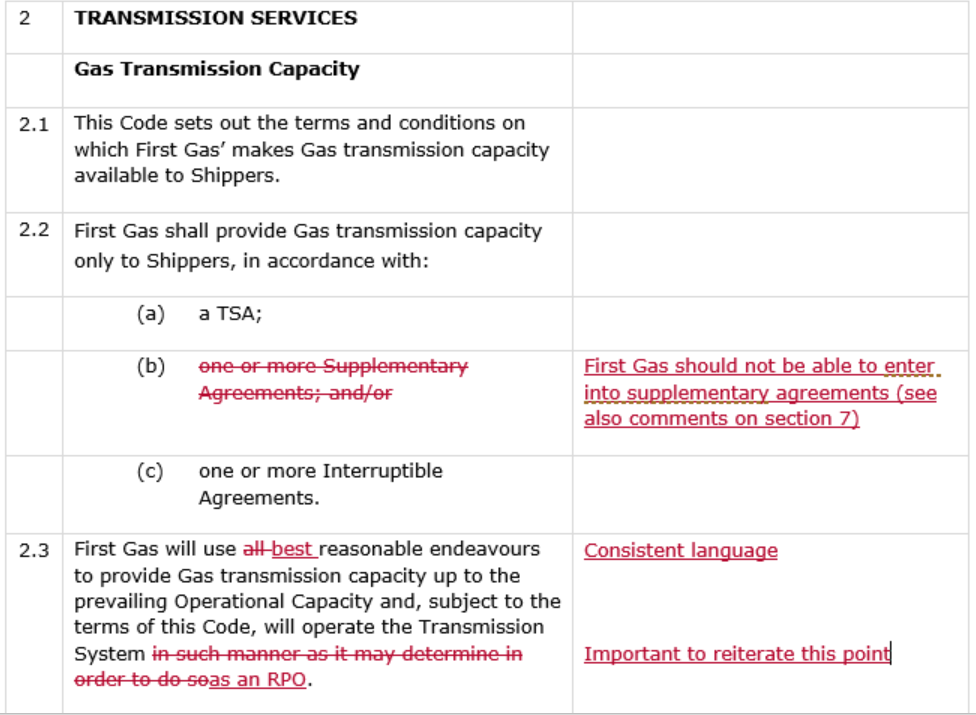 2 TRANSMISSION SERVICES
Gas Transmission Capacity
2.1 This Code sets out the terms and conditions on
which First Gas’ makes Gas transmission capacity
available to Shippers.
2.2 First Gas shall provide Gas transmission capacity
only to Shippers, in accordance with:
(a) a TSA;
(b) one or more Supplementary First Gas should not be able to enter
Agreements; and/or into supplementary agreements (see
also comments on section 7)
(c) one or more Interruptible
Agreements.
2.3 First Gas will use all best reasonable endeavours Consistent language
to provide Gas transmission capacity up to the
prevailing Operational Capacity and, subject to the
terms of this Code, will operate the Transmission
System in such manner as it may determine in Important to reiterate this point
order to do soas an RPO.